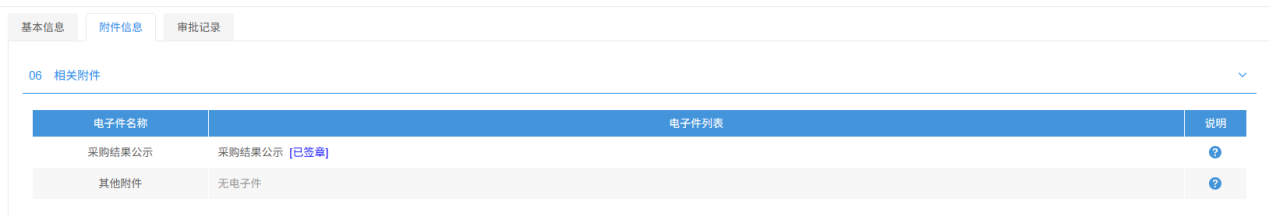 基本信息 附件信息 审批记录
06 相关附件
电子件名称 电子件列表 说明
采购结果公示 采购结果公示 [已签章] ?
其他附件 无电子件 ?